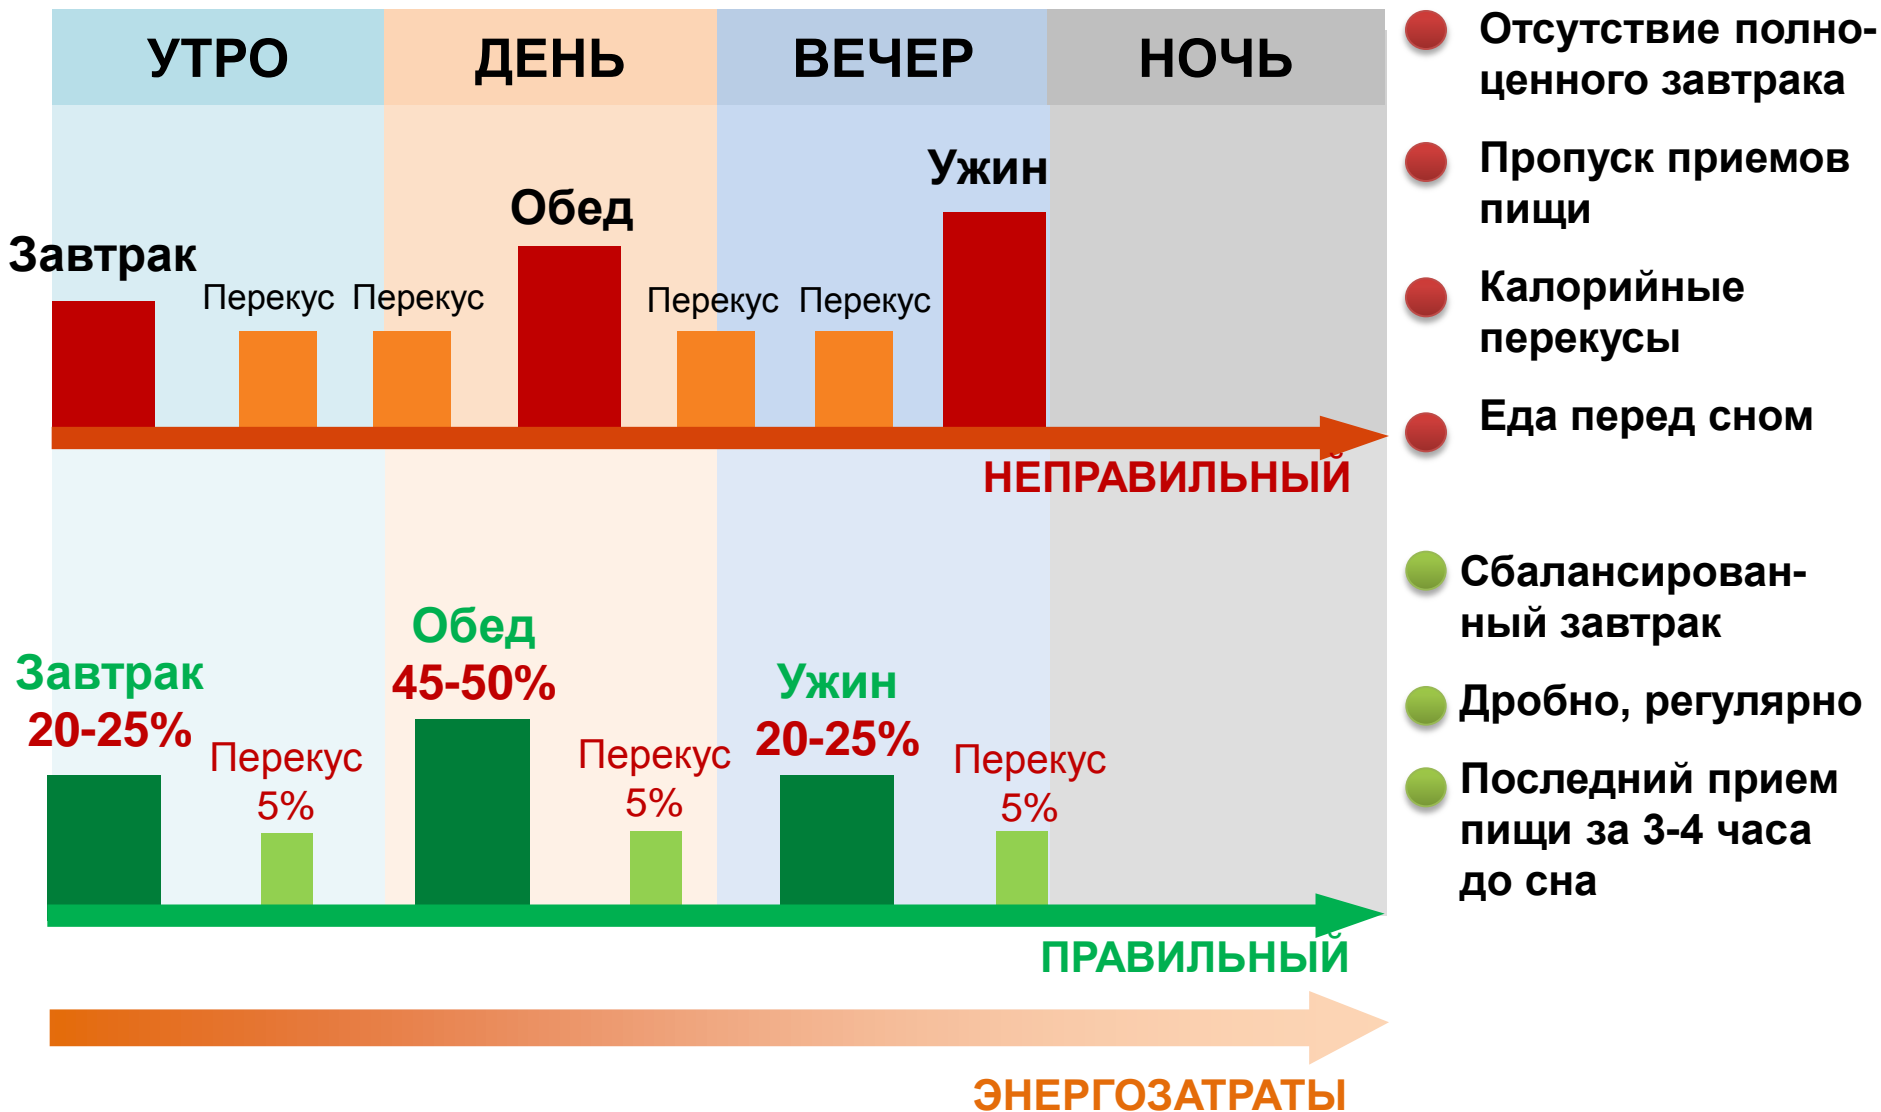 УТРО
ДЕНЬ
ВЕЧЕР
НОЧЬ
Завтрак
Перекус
Перекус
Обед
Перекус
Перекус
Ужин
НЕПРАВИЛЬНЫЙ
Завтрак
20-25%
Перекус
5%
Обед
45-50%
Перекус
5%
Ужин
20-25%
Перекус
5%
ПРАВИЛЬНЫЙ
ЭНЕРГОЗАТРАТЫ
Отсутствие полно-
ценного завтрака
Пропуск приемов
пищи
Калорийные
перекусы
Еда перед сном
Сбалансирован-
ный завтрак
Дробно, регулярно
Последний прием
пищи за 3-4 часа
до сна